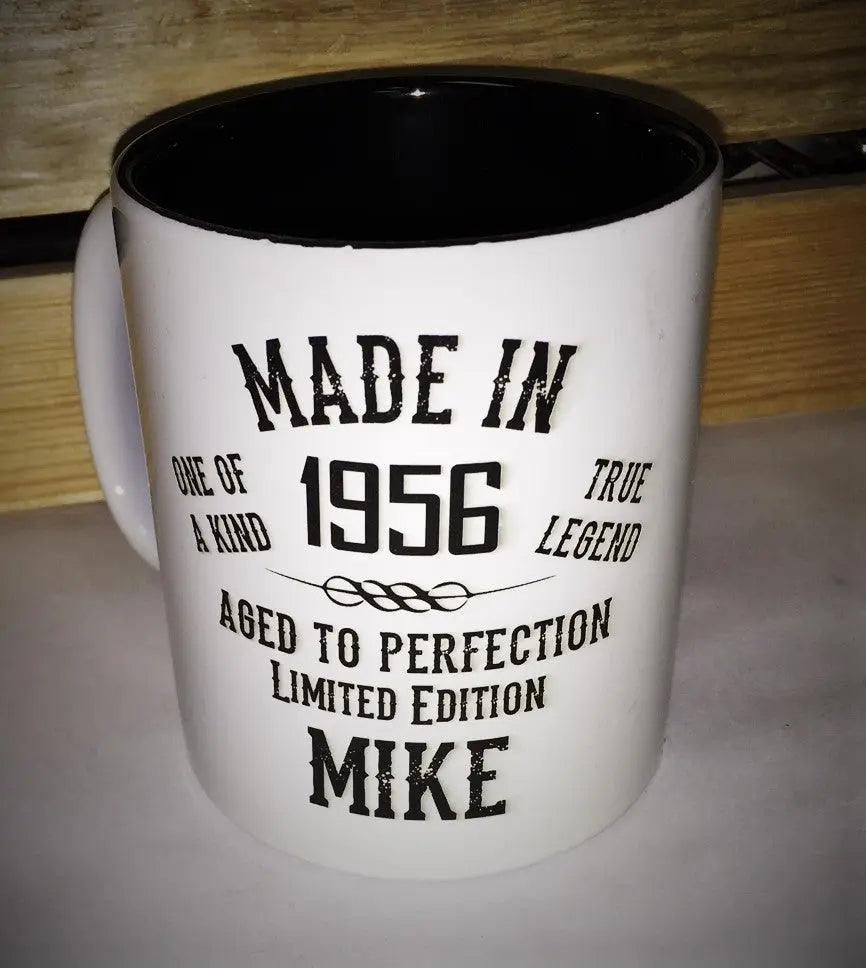 MADE IN
ONE OF
A KIND
1956
TRUE
LEGEND
AGED TO PERFECTION
LIMITED EDITION
MIKE